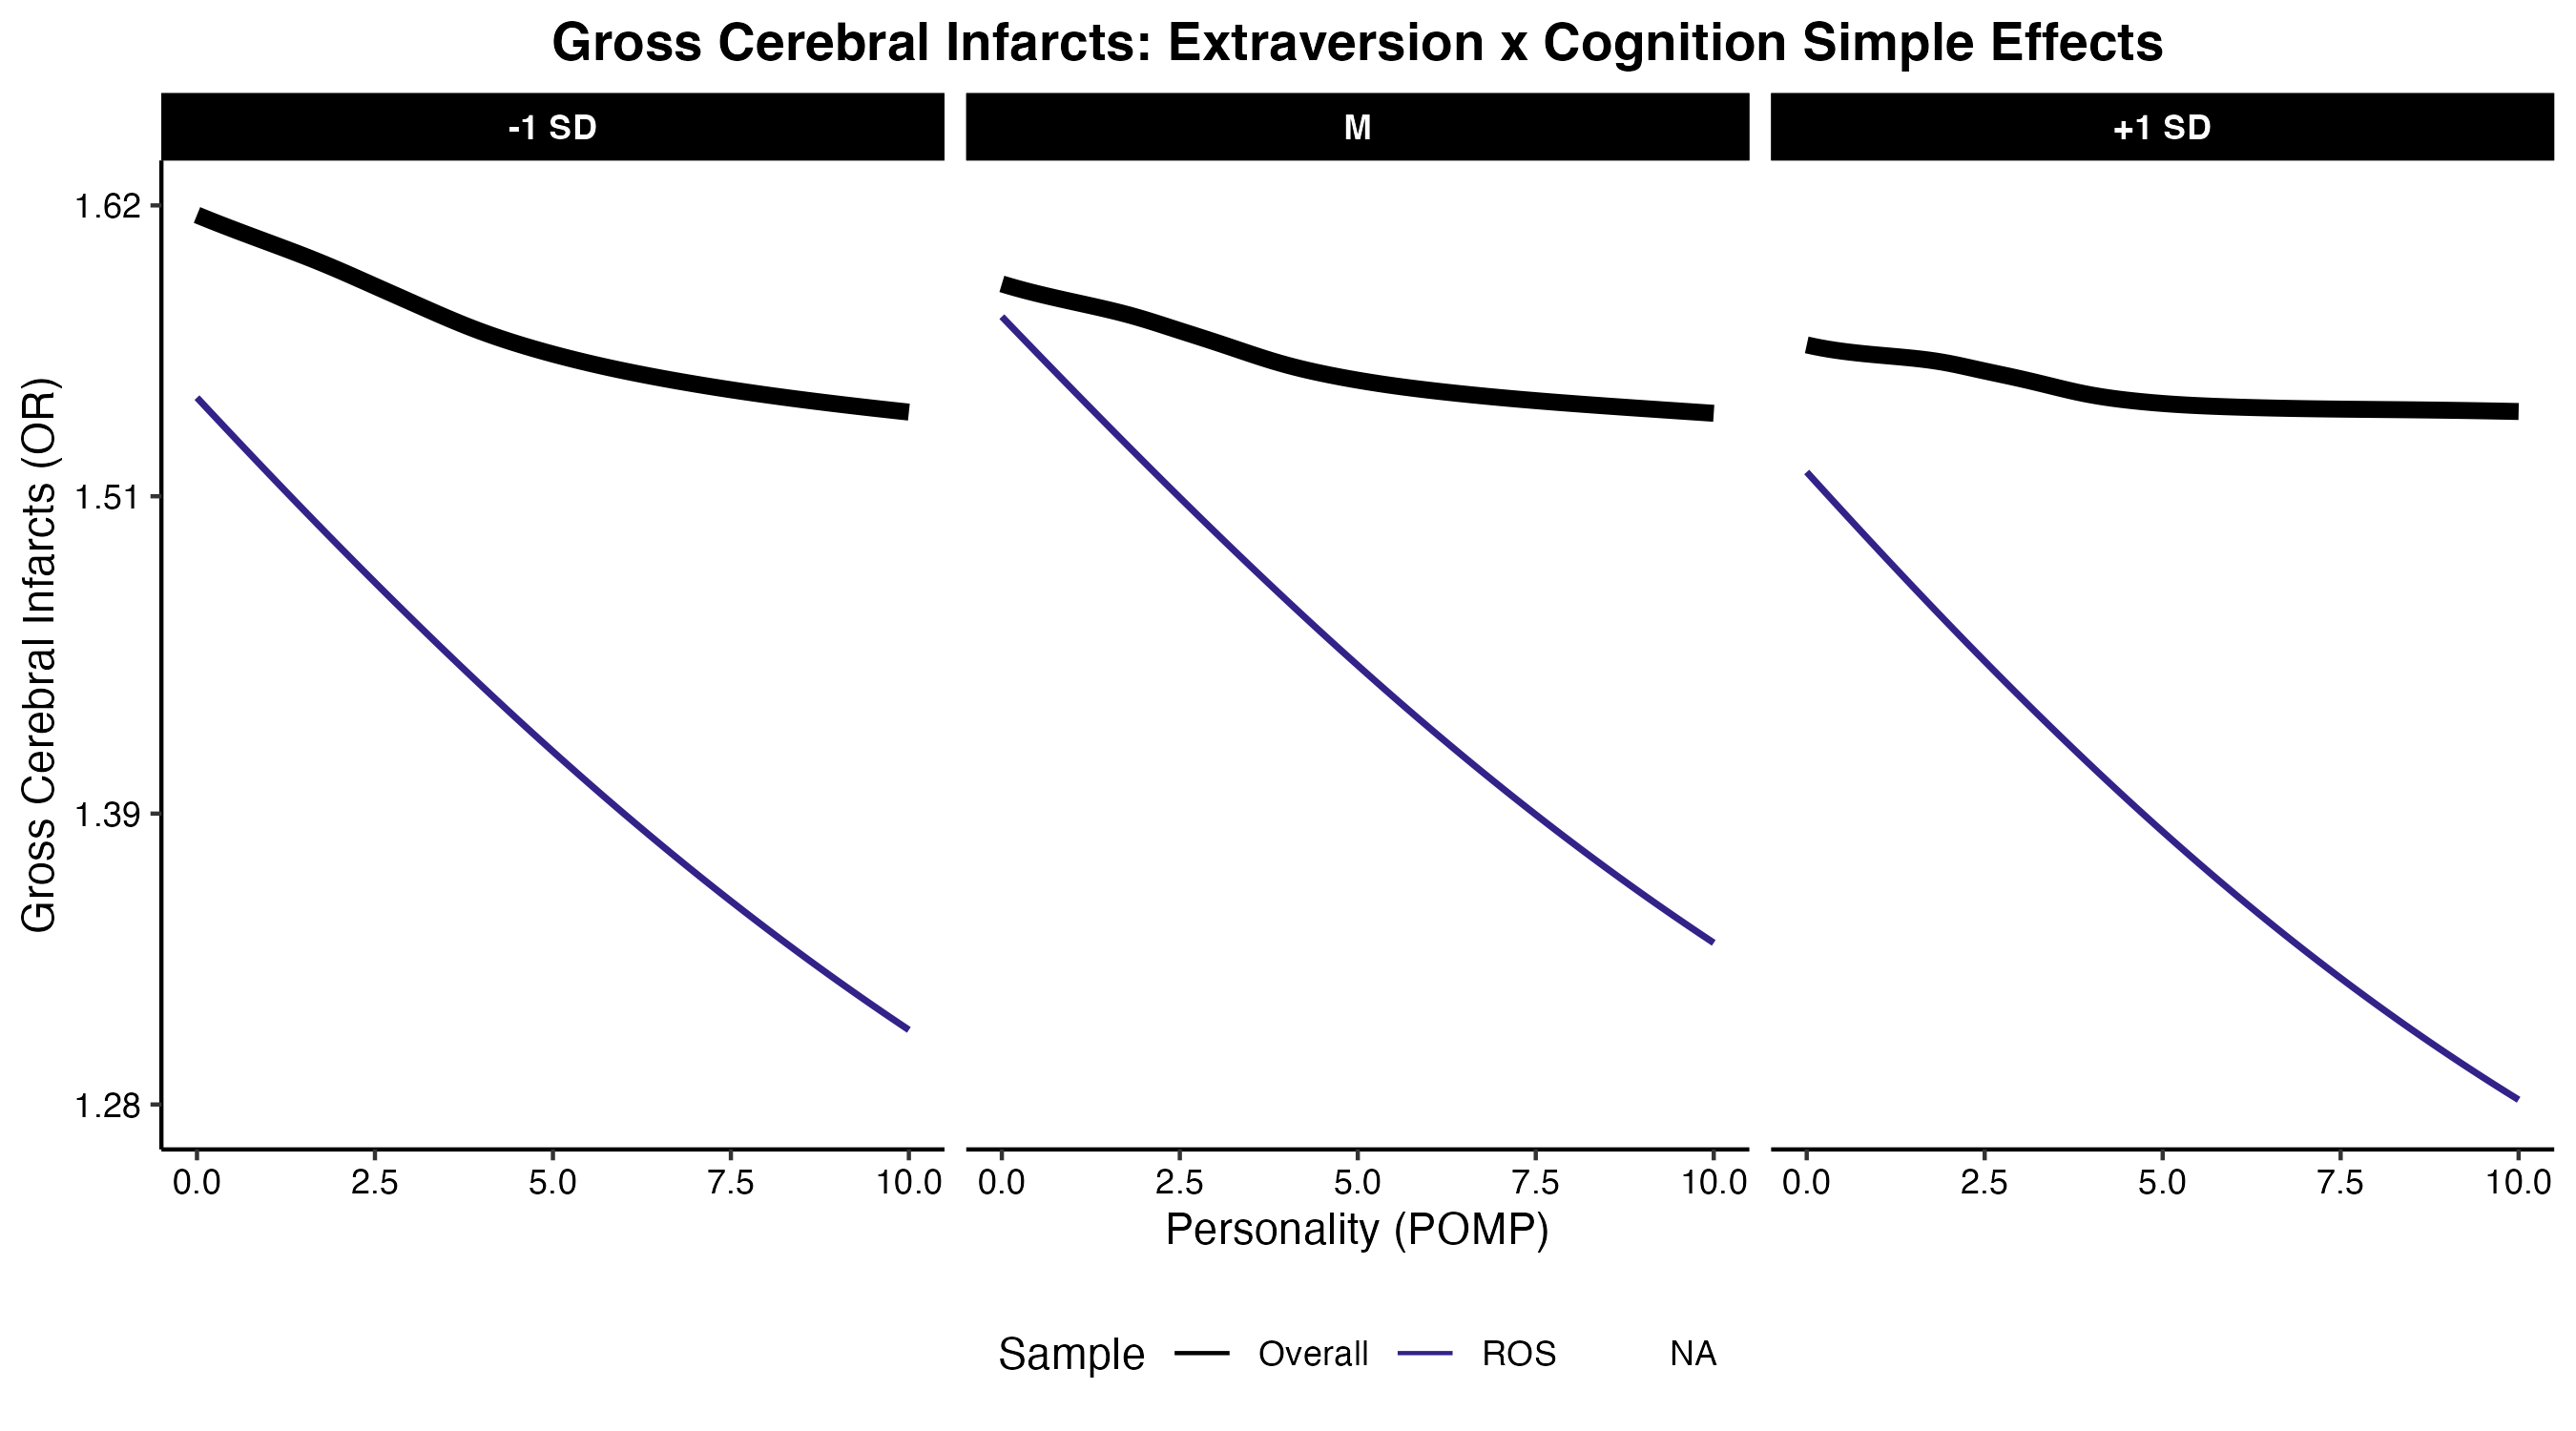 Gross Cerebral Infarcts: Extraversion x Cognition Simple Effects
-1 SD M +1 SD
Gross Cerebral Infarcts (OR)
1.62
1.51
1.39
1.28
0.0 2.5 5.0 7.5 10.0 0.0 2.5 5.0 7.5 10.0 0.0 2.5 5.0 7.5 10.0
Personality (POMP)
Sample Overall ROS NA